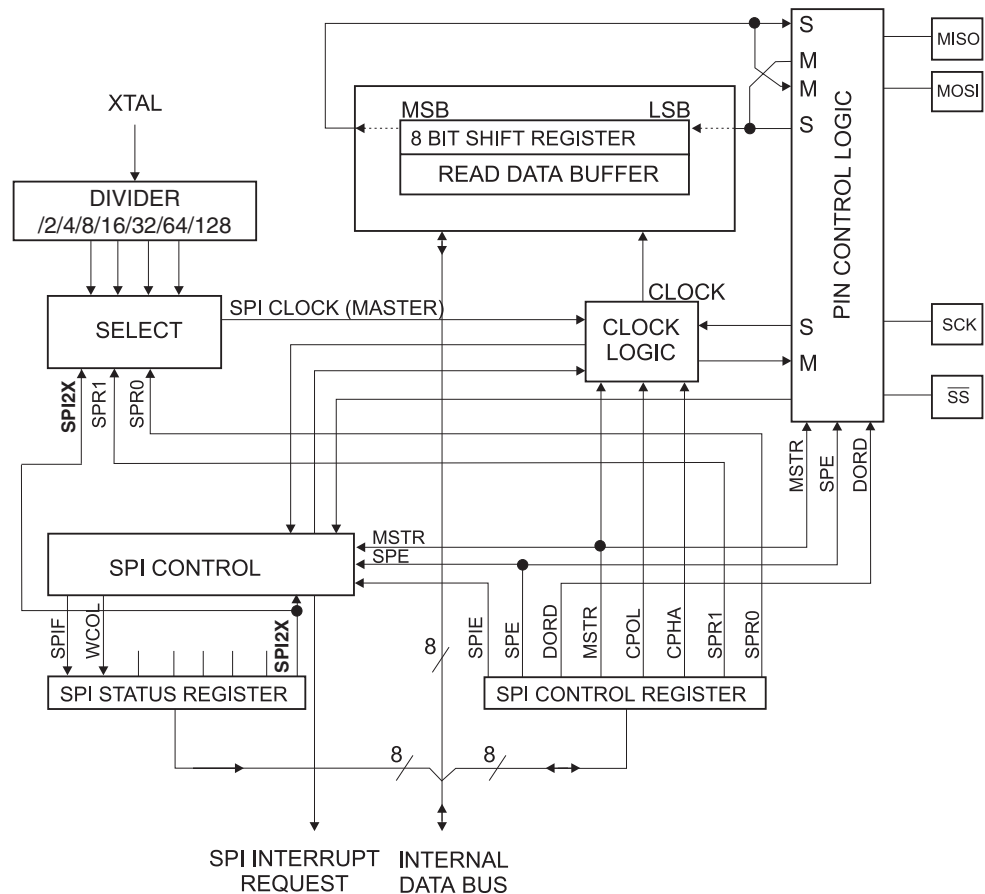 S
MISO
M
M
MOSI
S
PIN CONTROL LOGIC
MSB
LSB
8 BIT SHIFT REGISTER
READ DATA BUFFER
XTAL
DIVIDER
/2/4/8/16/32/64/128
SELECT
SPI CLOCK (MASTER)
CLOCK
CLOCK
LOGIC
S
M
SCK
SS
SPI2X
SPR1
SPR0
MSTR
SPE
DORD
SPI CONTROL
MSTR
SPE
SPIF
WCOL
SPI2X
SPIE
SPE
DORD
MSTR
CPOL
CPHA
SPR1
SPR0
8
SPI STATUS REGISTER
SPI CONTROL REGISTER
8
8
SPI INTERRUPT
REQUEST
INTERNAL
DATA BUS